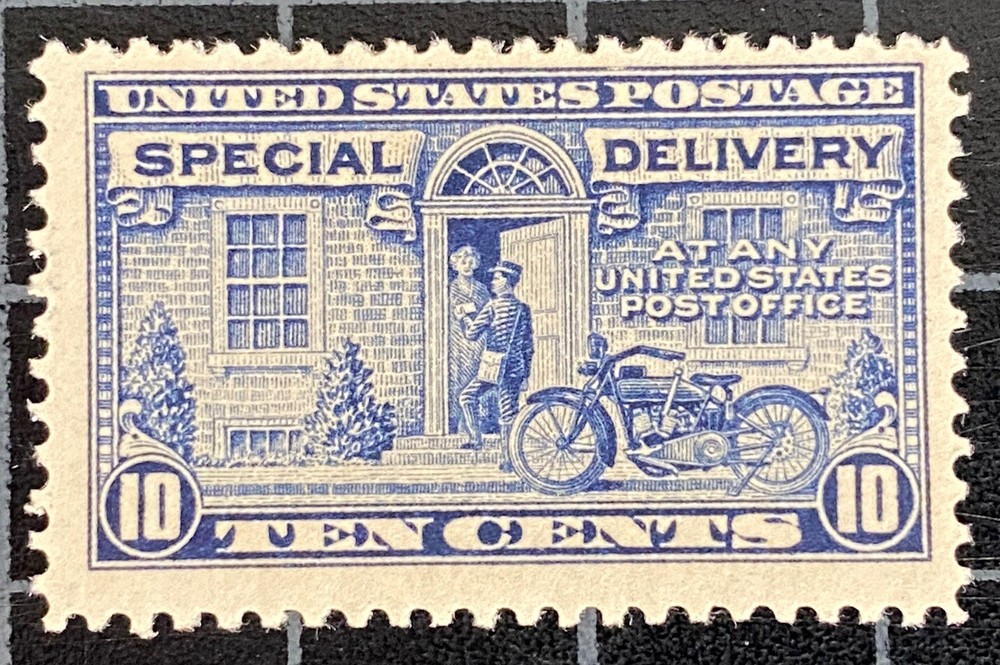 UNITED STATES POSTAGE
SPECIAL DELIVERY
AT ANY
UNITED STATES
POST OFFICE
10 TEN CENTS 10